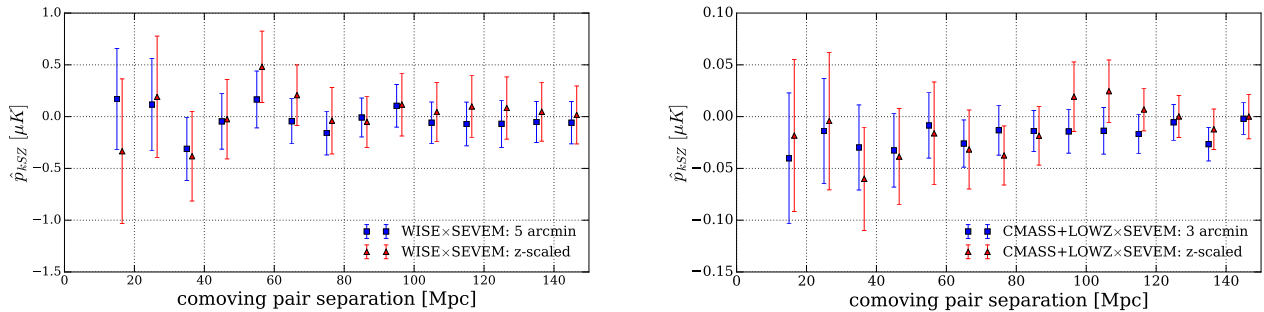 1.0
0.5
0.0
−0.5
−1.0
−1.5
p̂kSZ [μK]
WISE×SEVEM: 5 arcmin
WISE×SEVEM: z-scaled
0 20 40 60 80 100 120 140
comoving pair separation [Mpc]
0.10
0.05
0.00
−0.05
−0.10
−0.15
p̂kSZ [μK]
CMASS+LOWZ×SEVEM: 3 arcmin
CMASS+LOWZ×SEVEM: z-scaled
0 20 40 60 80 100 120 140
comoving pair separation [Mpc]